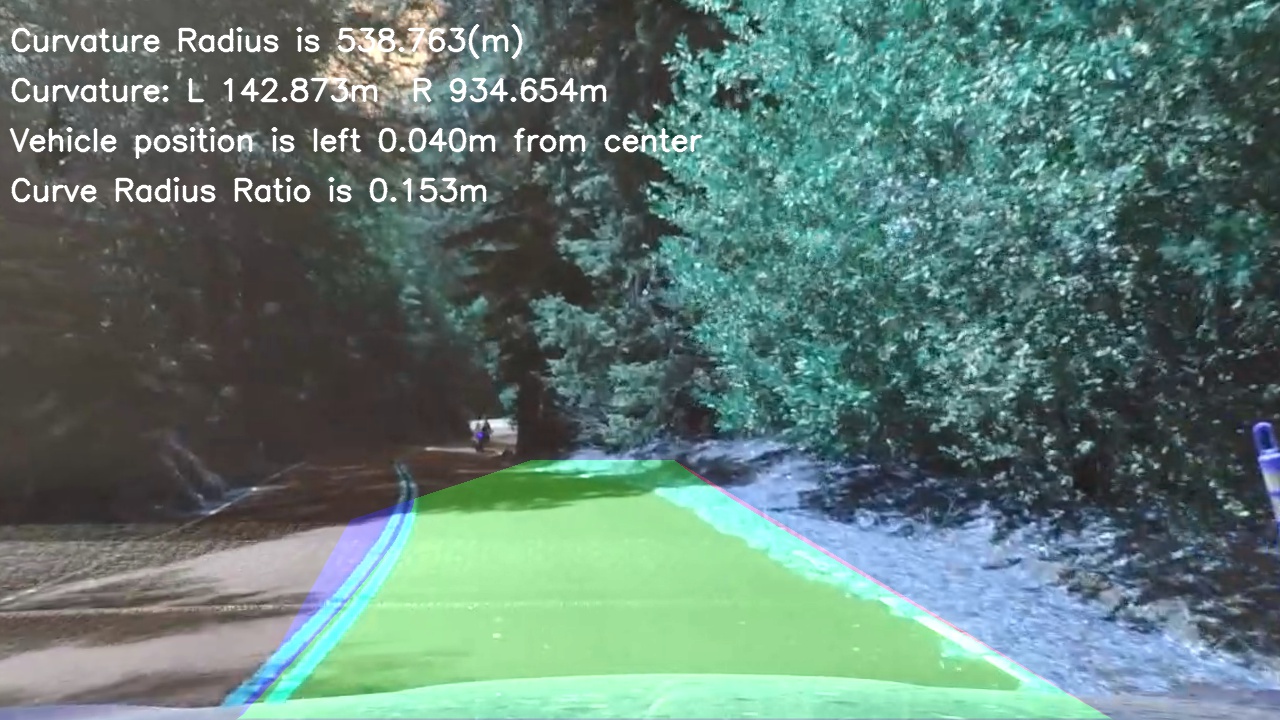 Curvature Radius is 538.763(m)
Curvature: L 142.873m R 934.654m
Vehicle position is left 0.040m from center
Curve Radius Ratio is 0.153m